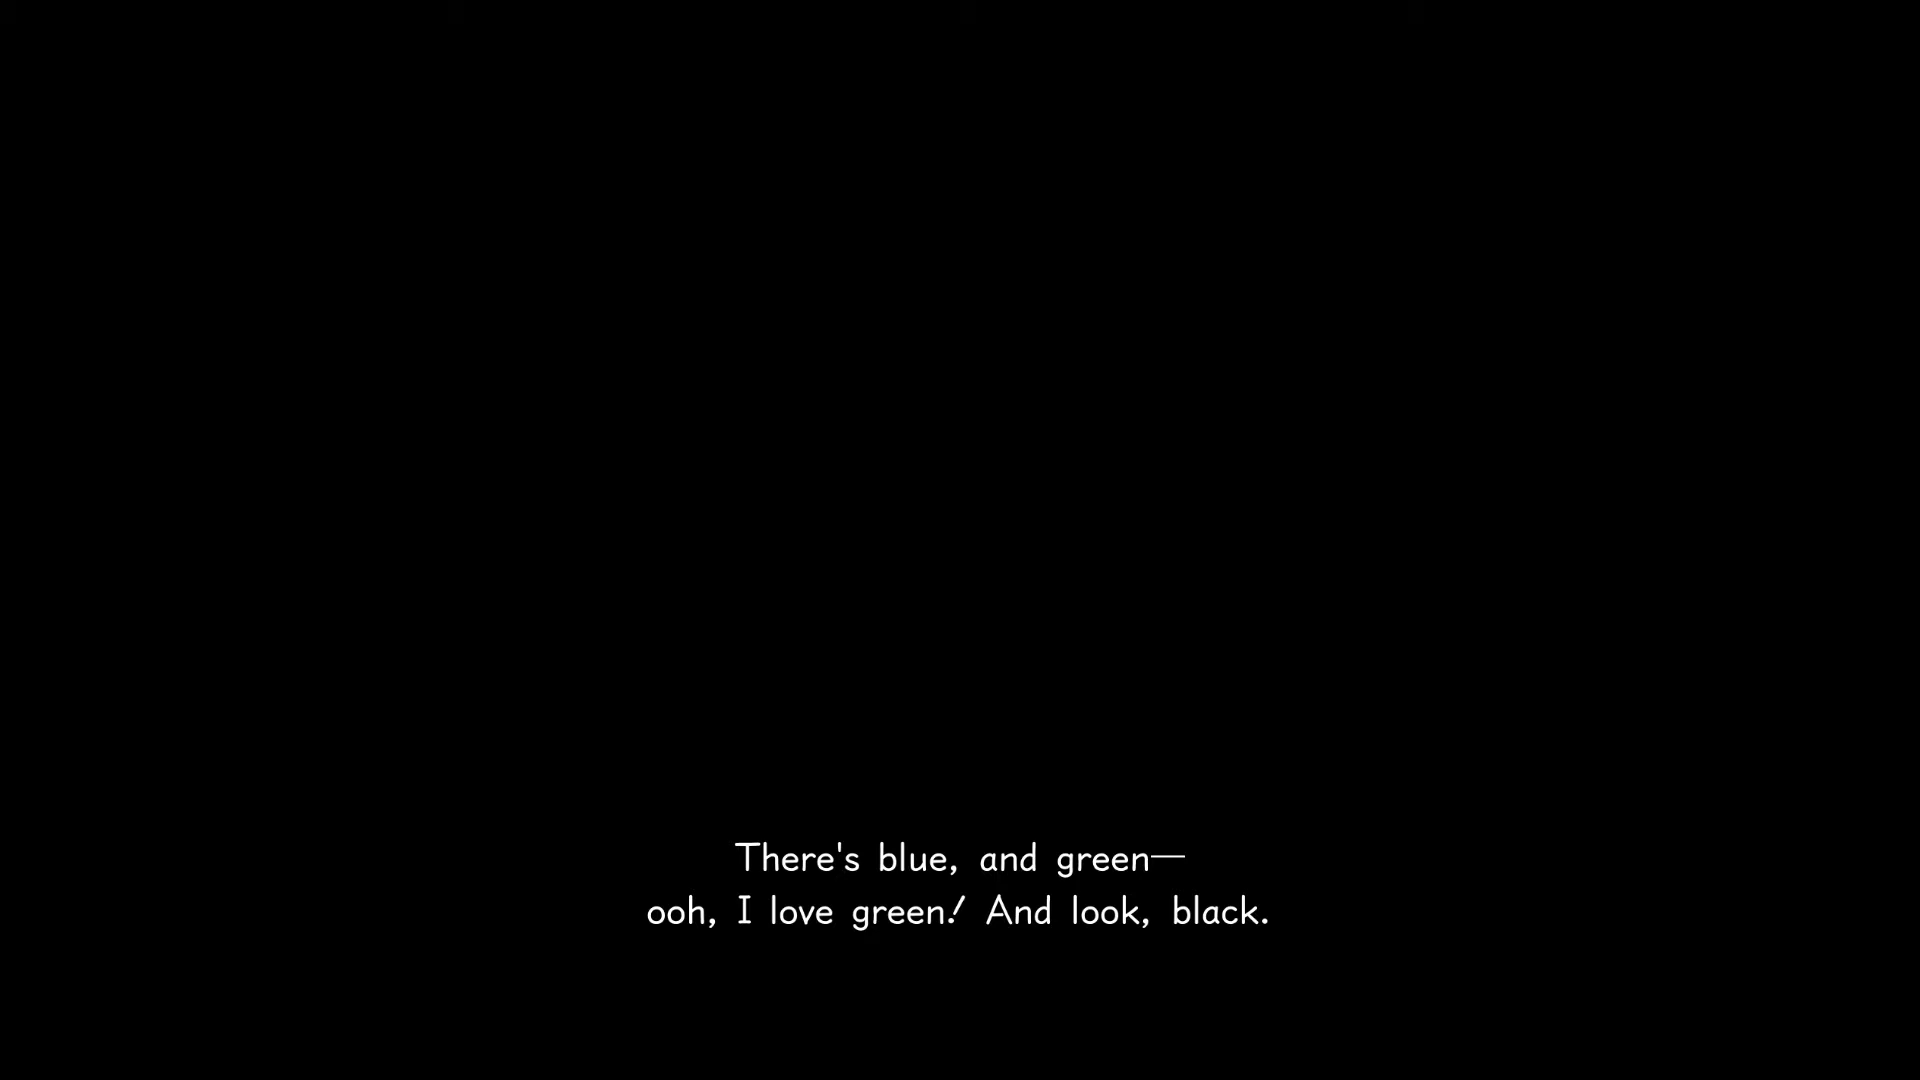 There's blue, and green—
ooh, I love green! And look, black.